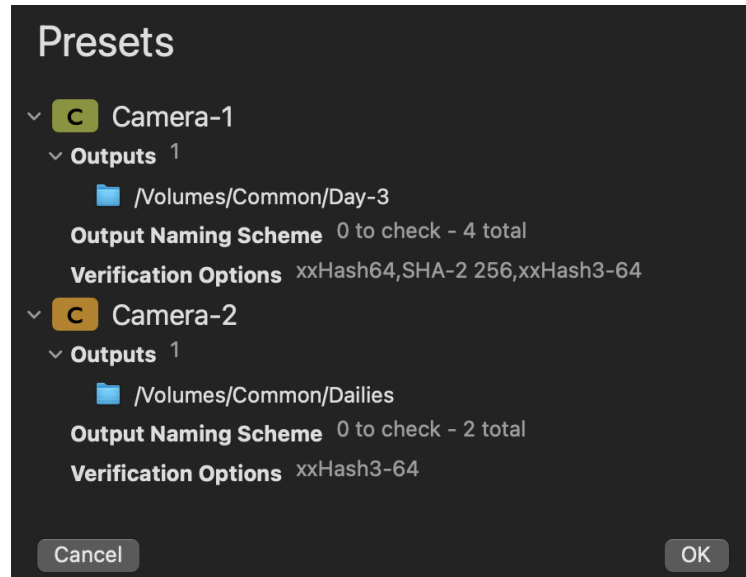 Presets
C Camera-1
Outputs 1
/Volumes/Common/Day-3
Output Naming Scheme 0 to check - 4 total
Verification Options xxHash64,SHA-2 256,xxHash3-64
C Camera-2
Outputs 1
/Volumes/Common/Dailies
Output Naming Scheme 0 to check - 2 total
Verification Options xxHash3-64
Cancel OK